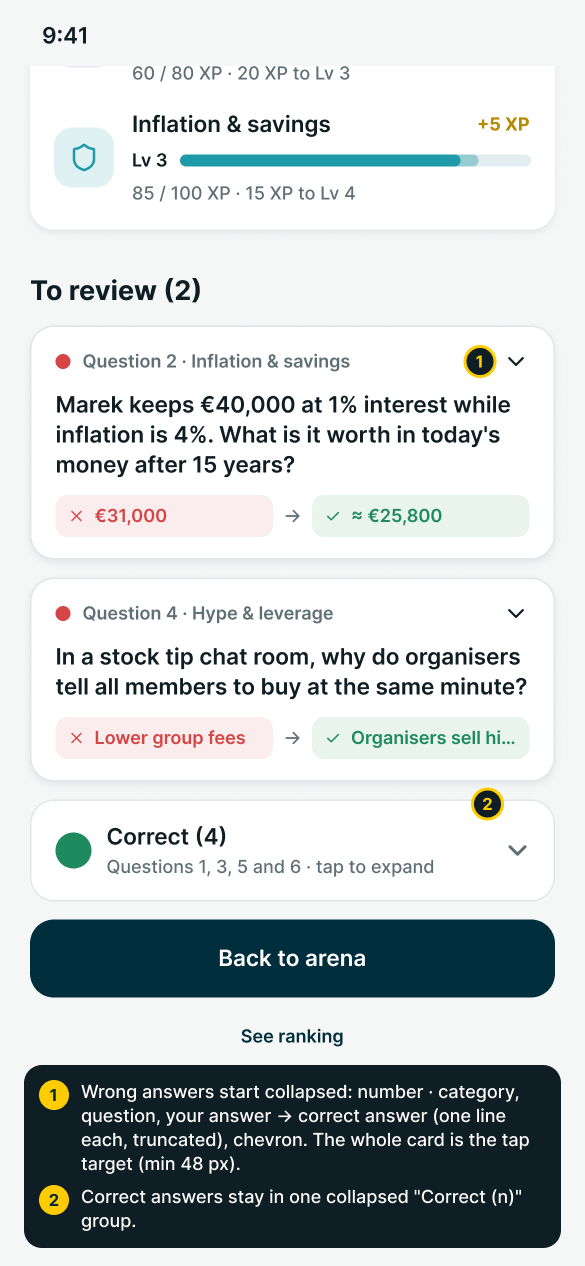 9:41
60 / 80 XP · 20 XP to Lv 3
Inflation & savings
+5 XP
Lv 3
85 / 100 XP · 15 XP to Lv 4
To review (2)
Question 2 · Inflation & savings
1
Marek keeps €40,000 at 1% interest while
inflation is 4%. What is it worth in today's
money after 15 years?
× €31,000 → ✓ ≈ €25,800
Question 4 · Hype & leverage
In a stock tip chat room, why do organisers
tell all members to buy at the same minute?
× Lower group fees → ✓ Organisers sell hi...
2
Correct (4)
Questions 1, 3, 5 and 6 · tap to expand
Back to arena
See ranking
1 Wrong answers start collapsed: number · category,
question, your answer → correct answer (one line
each, truncated), chevron. The whole card is the tap
target (min 48 px).
2 Correct answers stay in one collapsed "Correct (n)"
group.